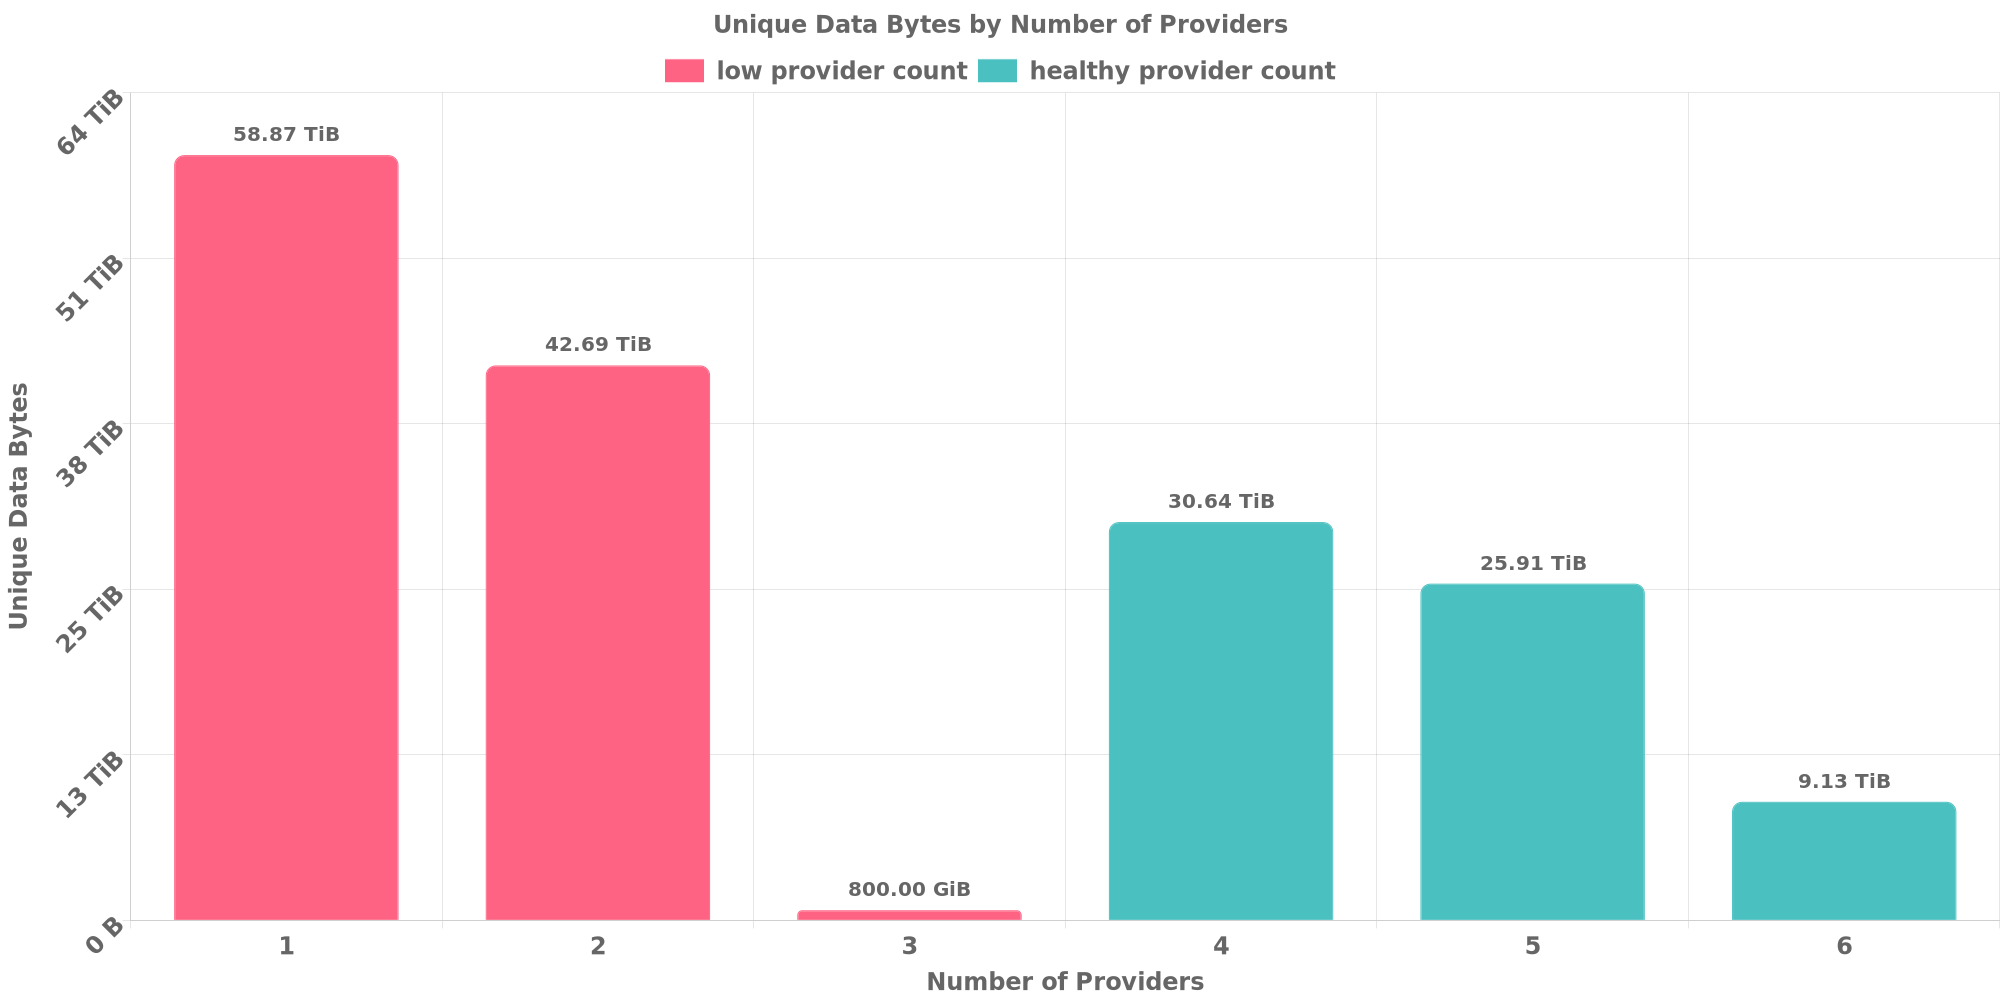 Unique Data Bytes by Number of Providers
low provider count healthy provider count
64 TiB
51 TiB
38 TiB
25 TiB
13 TiB
0 B
Unique Data Bytes
58.87 TiB
42.69 TiB
800.00 GiB
30.64 TiB
25.91 TiB
9.13 TiB
1 2 3 4 5 6
Number of Providers